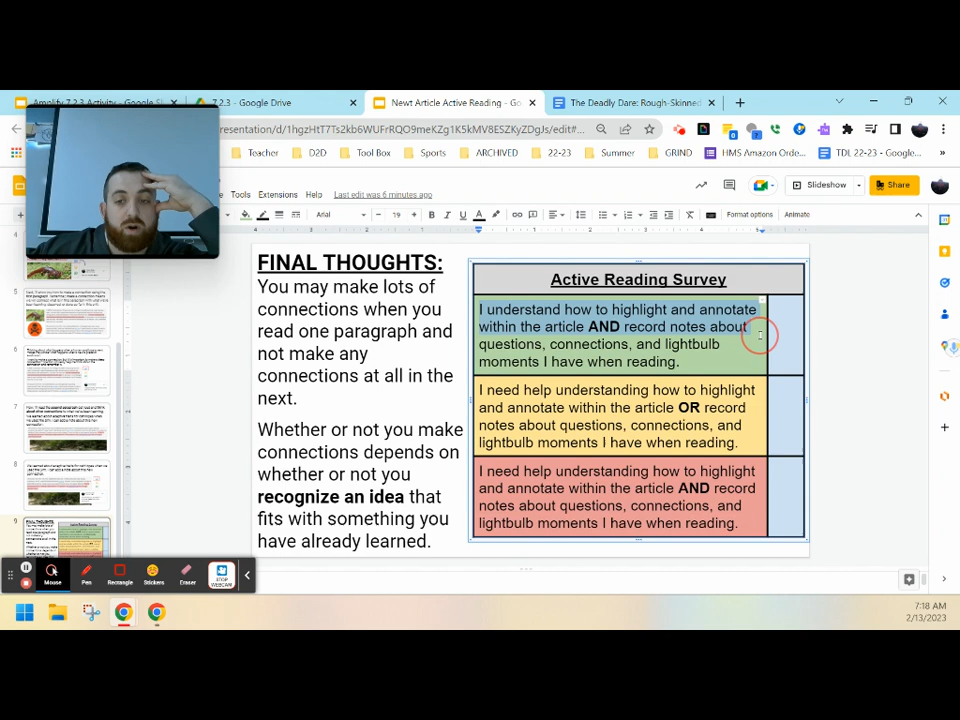 Amplify 7.2.3 Activity - Google Sl
7.2.3 - Google Drive
Newt Article Active Reading - Go
The Deadly Dare: Rough-Skinned
resentation/d/1hgzHtT7Ts2kb6WUFrRQO9meKZg1K5kMV8ESZKyZDgJs/edit#...
Teacher
D2D
Tool Box
Sports
ARCHIVED
22-23
Summer
GRIND
HMS Amazon Orde...
TDL 22-23 - Google...
Tools
Extensions
Help
Last edit was 6 minutes ago
Slideshow
Share
Arial
19
Format options
Animate
FINAL THOUGHTS:
You may make lots of
connections when you
read one paragraph and
not make any
connections at all in the
next.
Whether or not you make
connections depends on
whether or not you
recognize an idea that
fits with something you
have already learned.
Active Reading Survey
I understand how to highlight and annotate
within the article AND record notes about
questions, connections, and lightbulb
moments I have when reading.
I need help understanding how to highlight
and annotate within the article OR record
notes about questions, connections, and
lightbulb moments I have when reading.
I need help understanding how to highlight
and annotate within the article AND record
notes about questions, connections, and
lightbulb moments I have when reading.
4
5
6
7
8
9
Mouse
Pen
Rectangle
Stickers
Eraser
STOP
WEBCAM
7:18 AM
2/13/2023